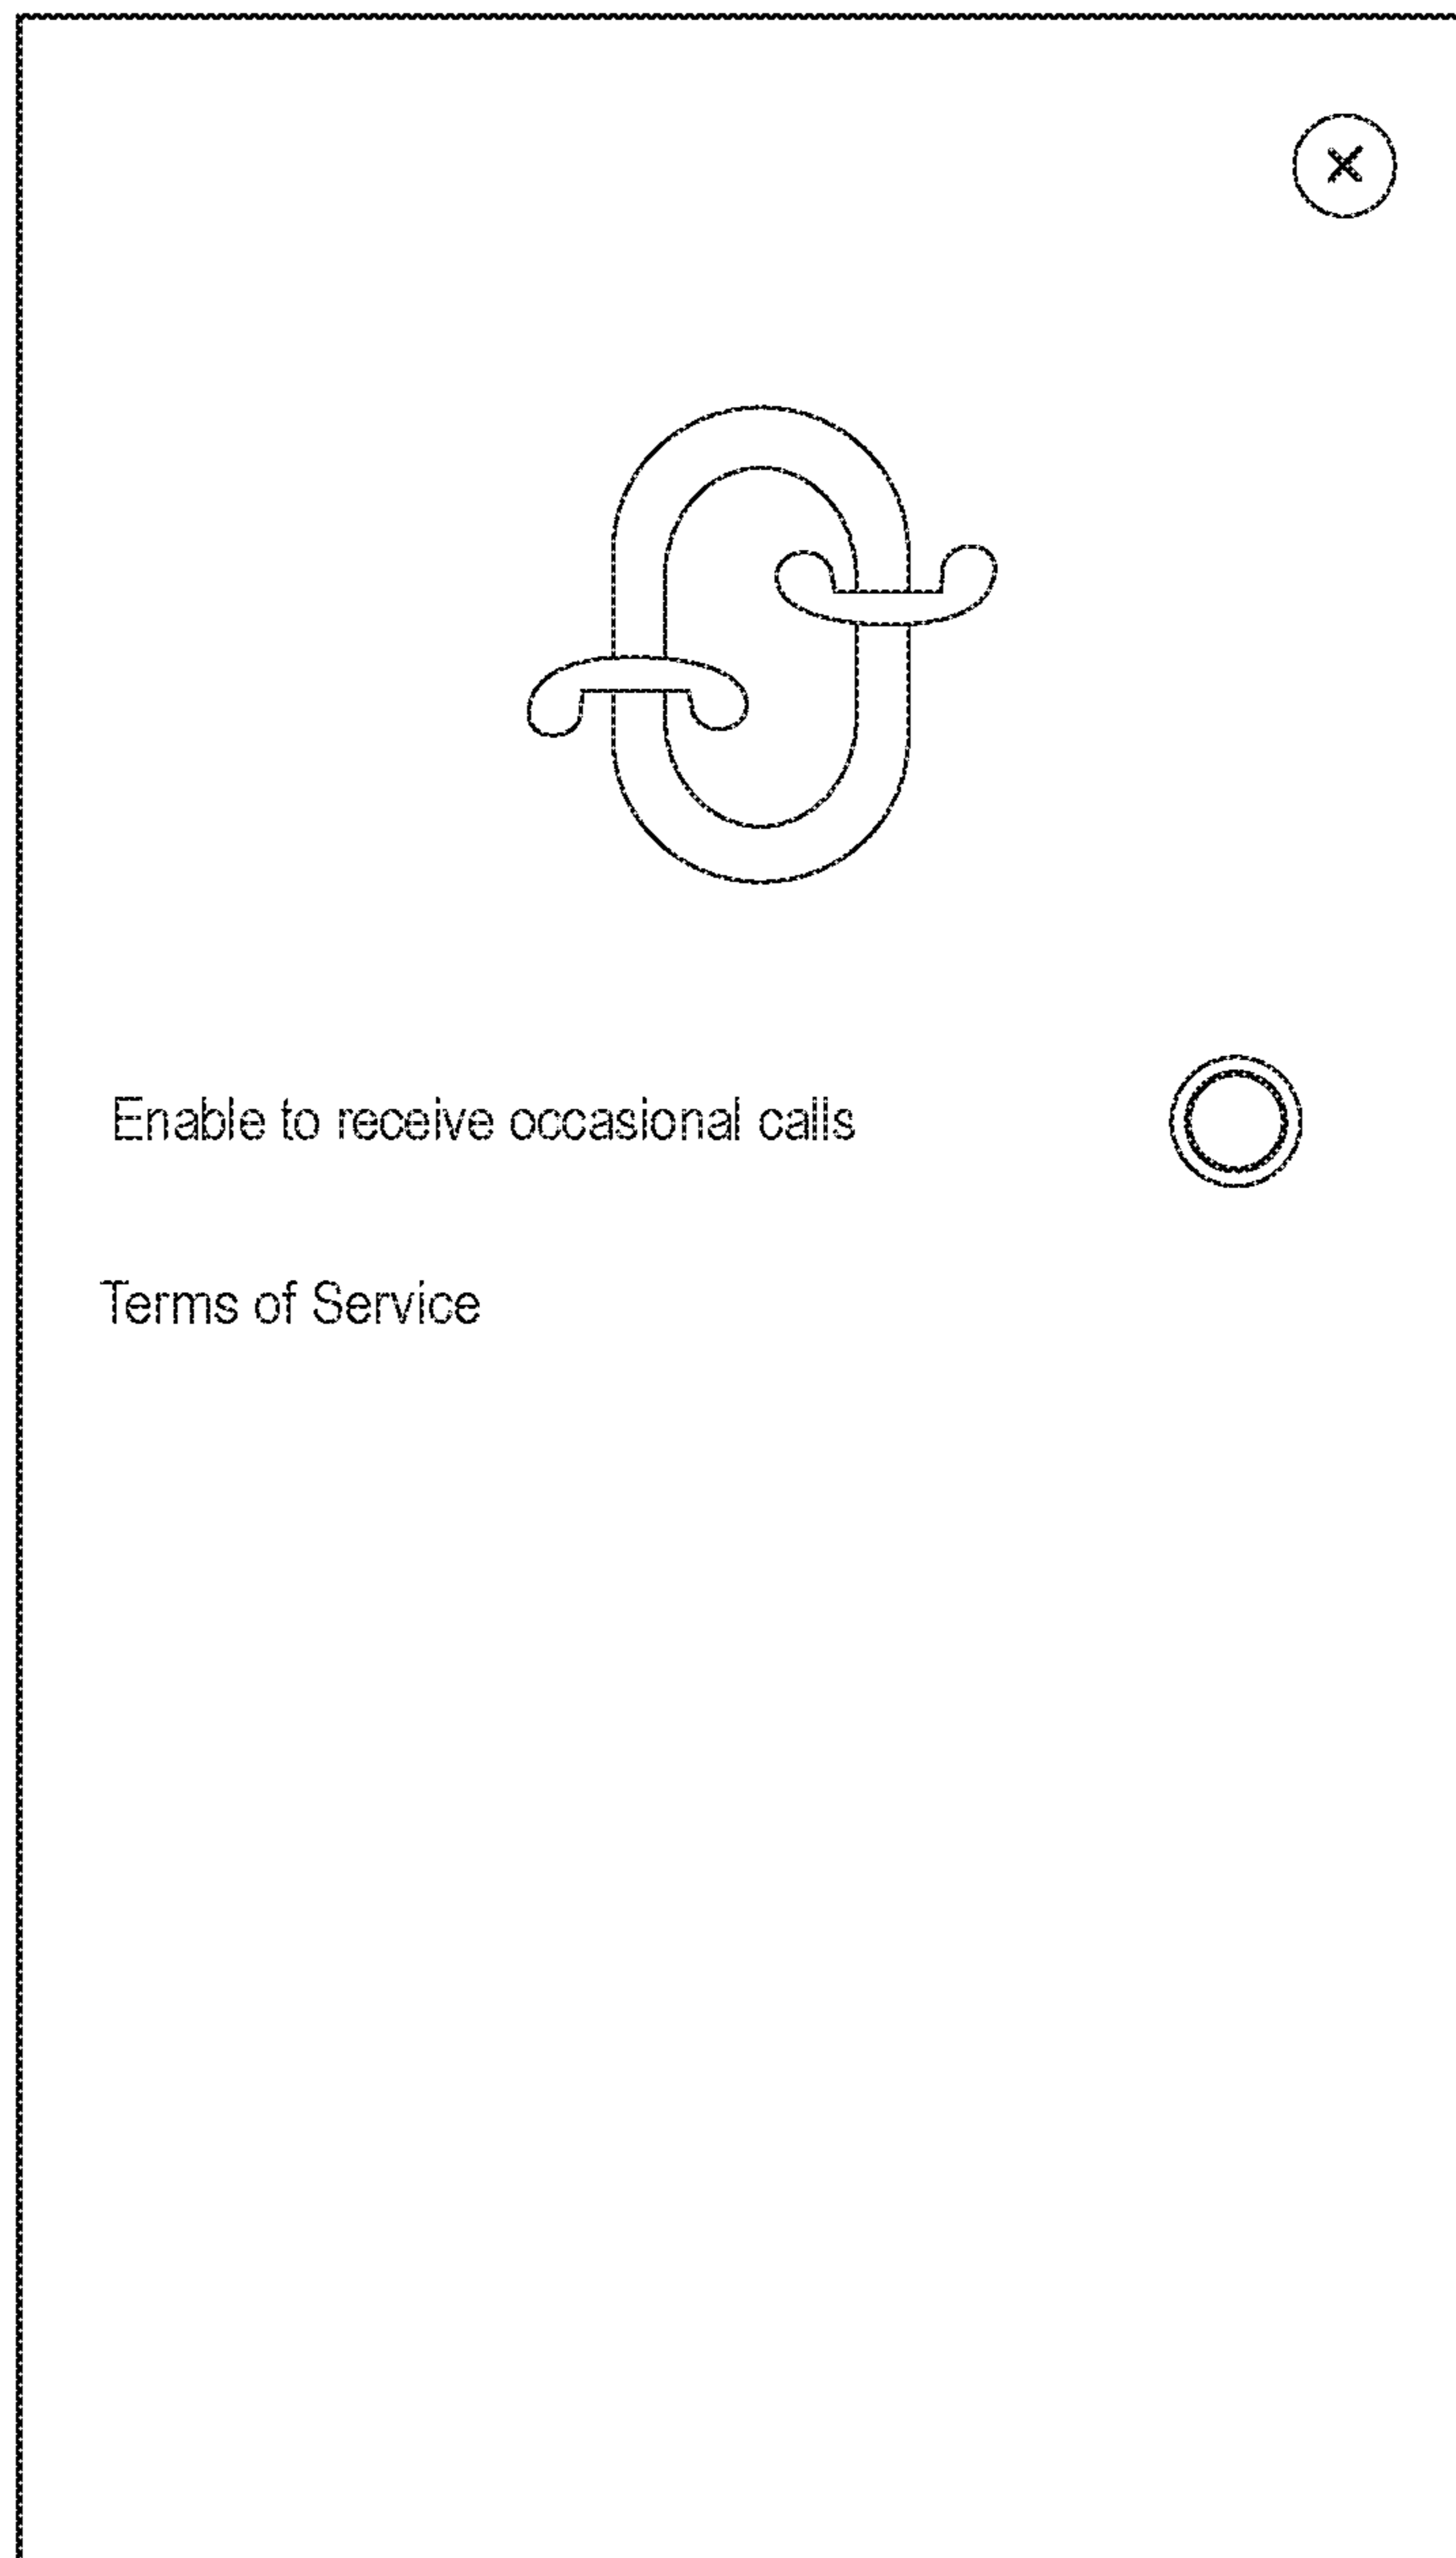 Enable to receive occasional calls
Terms of Service